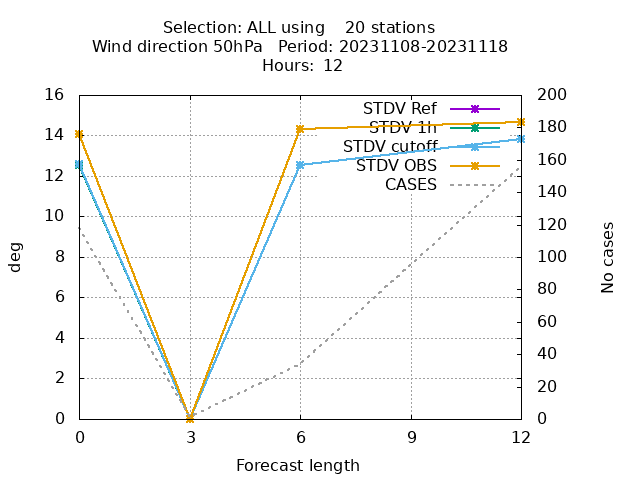 Selection: ALL using    20 stations
Wind direction 50hPa   Period: 20231108-20231118
Hours:  12
16
14
12
10
8
6
4
2
0
200
180
160
140
120
100
80
60
40
20
0
deg
No cases
STDV Ref
STDV 1h
STDV cutoff
STDV OBS
CASES
0 3 6 9 12
Forecast length